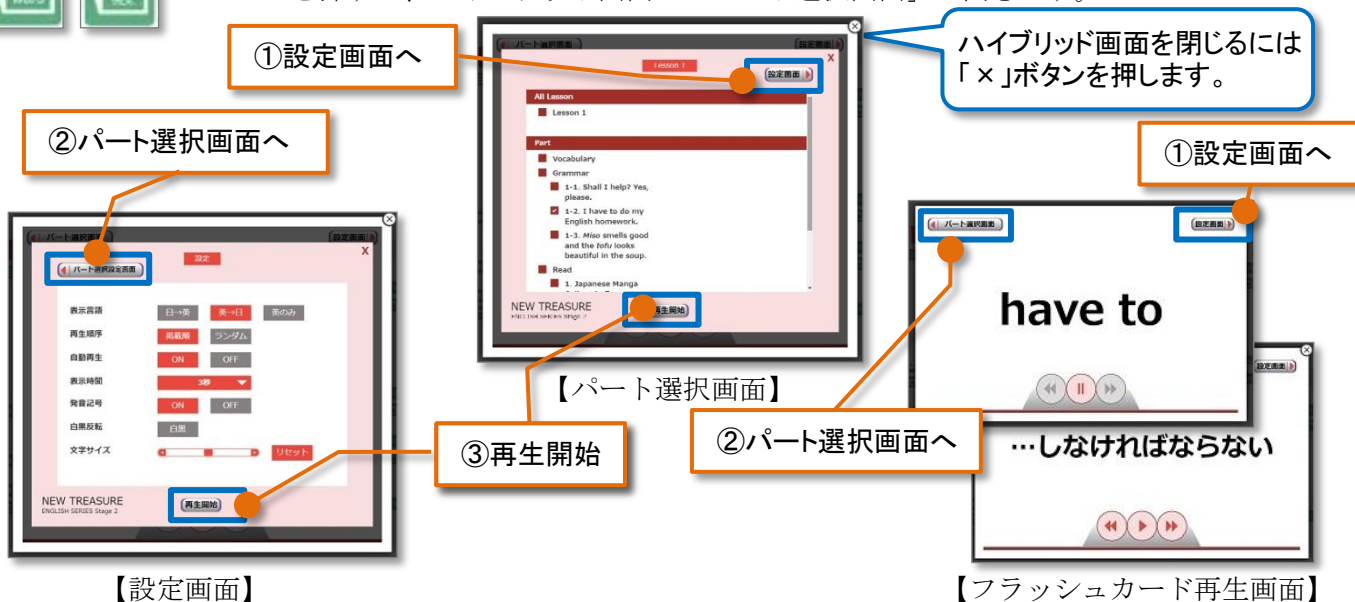 ①設定画面へ
ハイブリッド画面を閉じるには
「×」ボタンを押します。
パート選択画面
設定画面
Lesson 1
X
設定画面
All Lesson
Lesson 1
Part
Vocabulary
Grammar
1-1. Shall I help? Yes,
please.
1-2. I have to do my
English homework.
1-3. Miso smells good
and the tofu looks
beautiful in the soup.
Read
1. Japanese Manga
NEW TREASURE
ENGLISH SERIES Stage 2
再生開始
【パート選択画面】
②パート選択画面へ
パート選択画面
設定画面
設定
X
パート選択設定画面
表示言語 日→英 英→日 英のみ
再生順序 掲載順 ランダム
自動再生 ON OFF
表示時間 3秒
発音記号 ON OFF
白黒反転 白黒
文字サイズ リセット
NEW TREASURE
ENGLISH SERIES Stage 2
再生開始
【設定画面】
③再生開始
①設定画面へ
パート選択画面
設定画面
have to
②パート選択画面へ
設定画面
…しなければならない
【フラッシュカード再生画面】